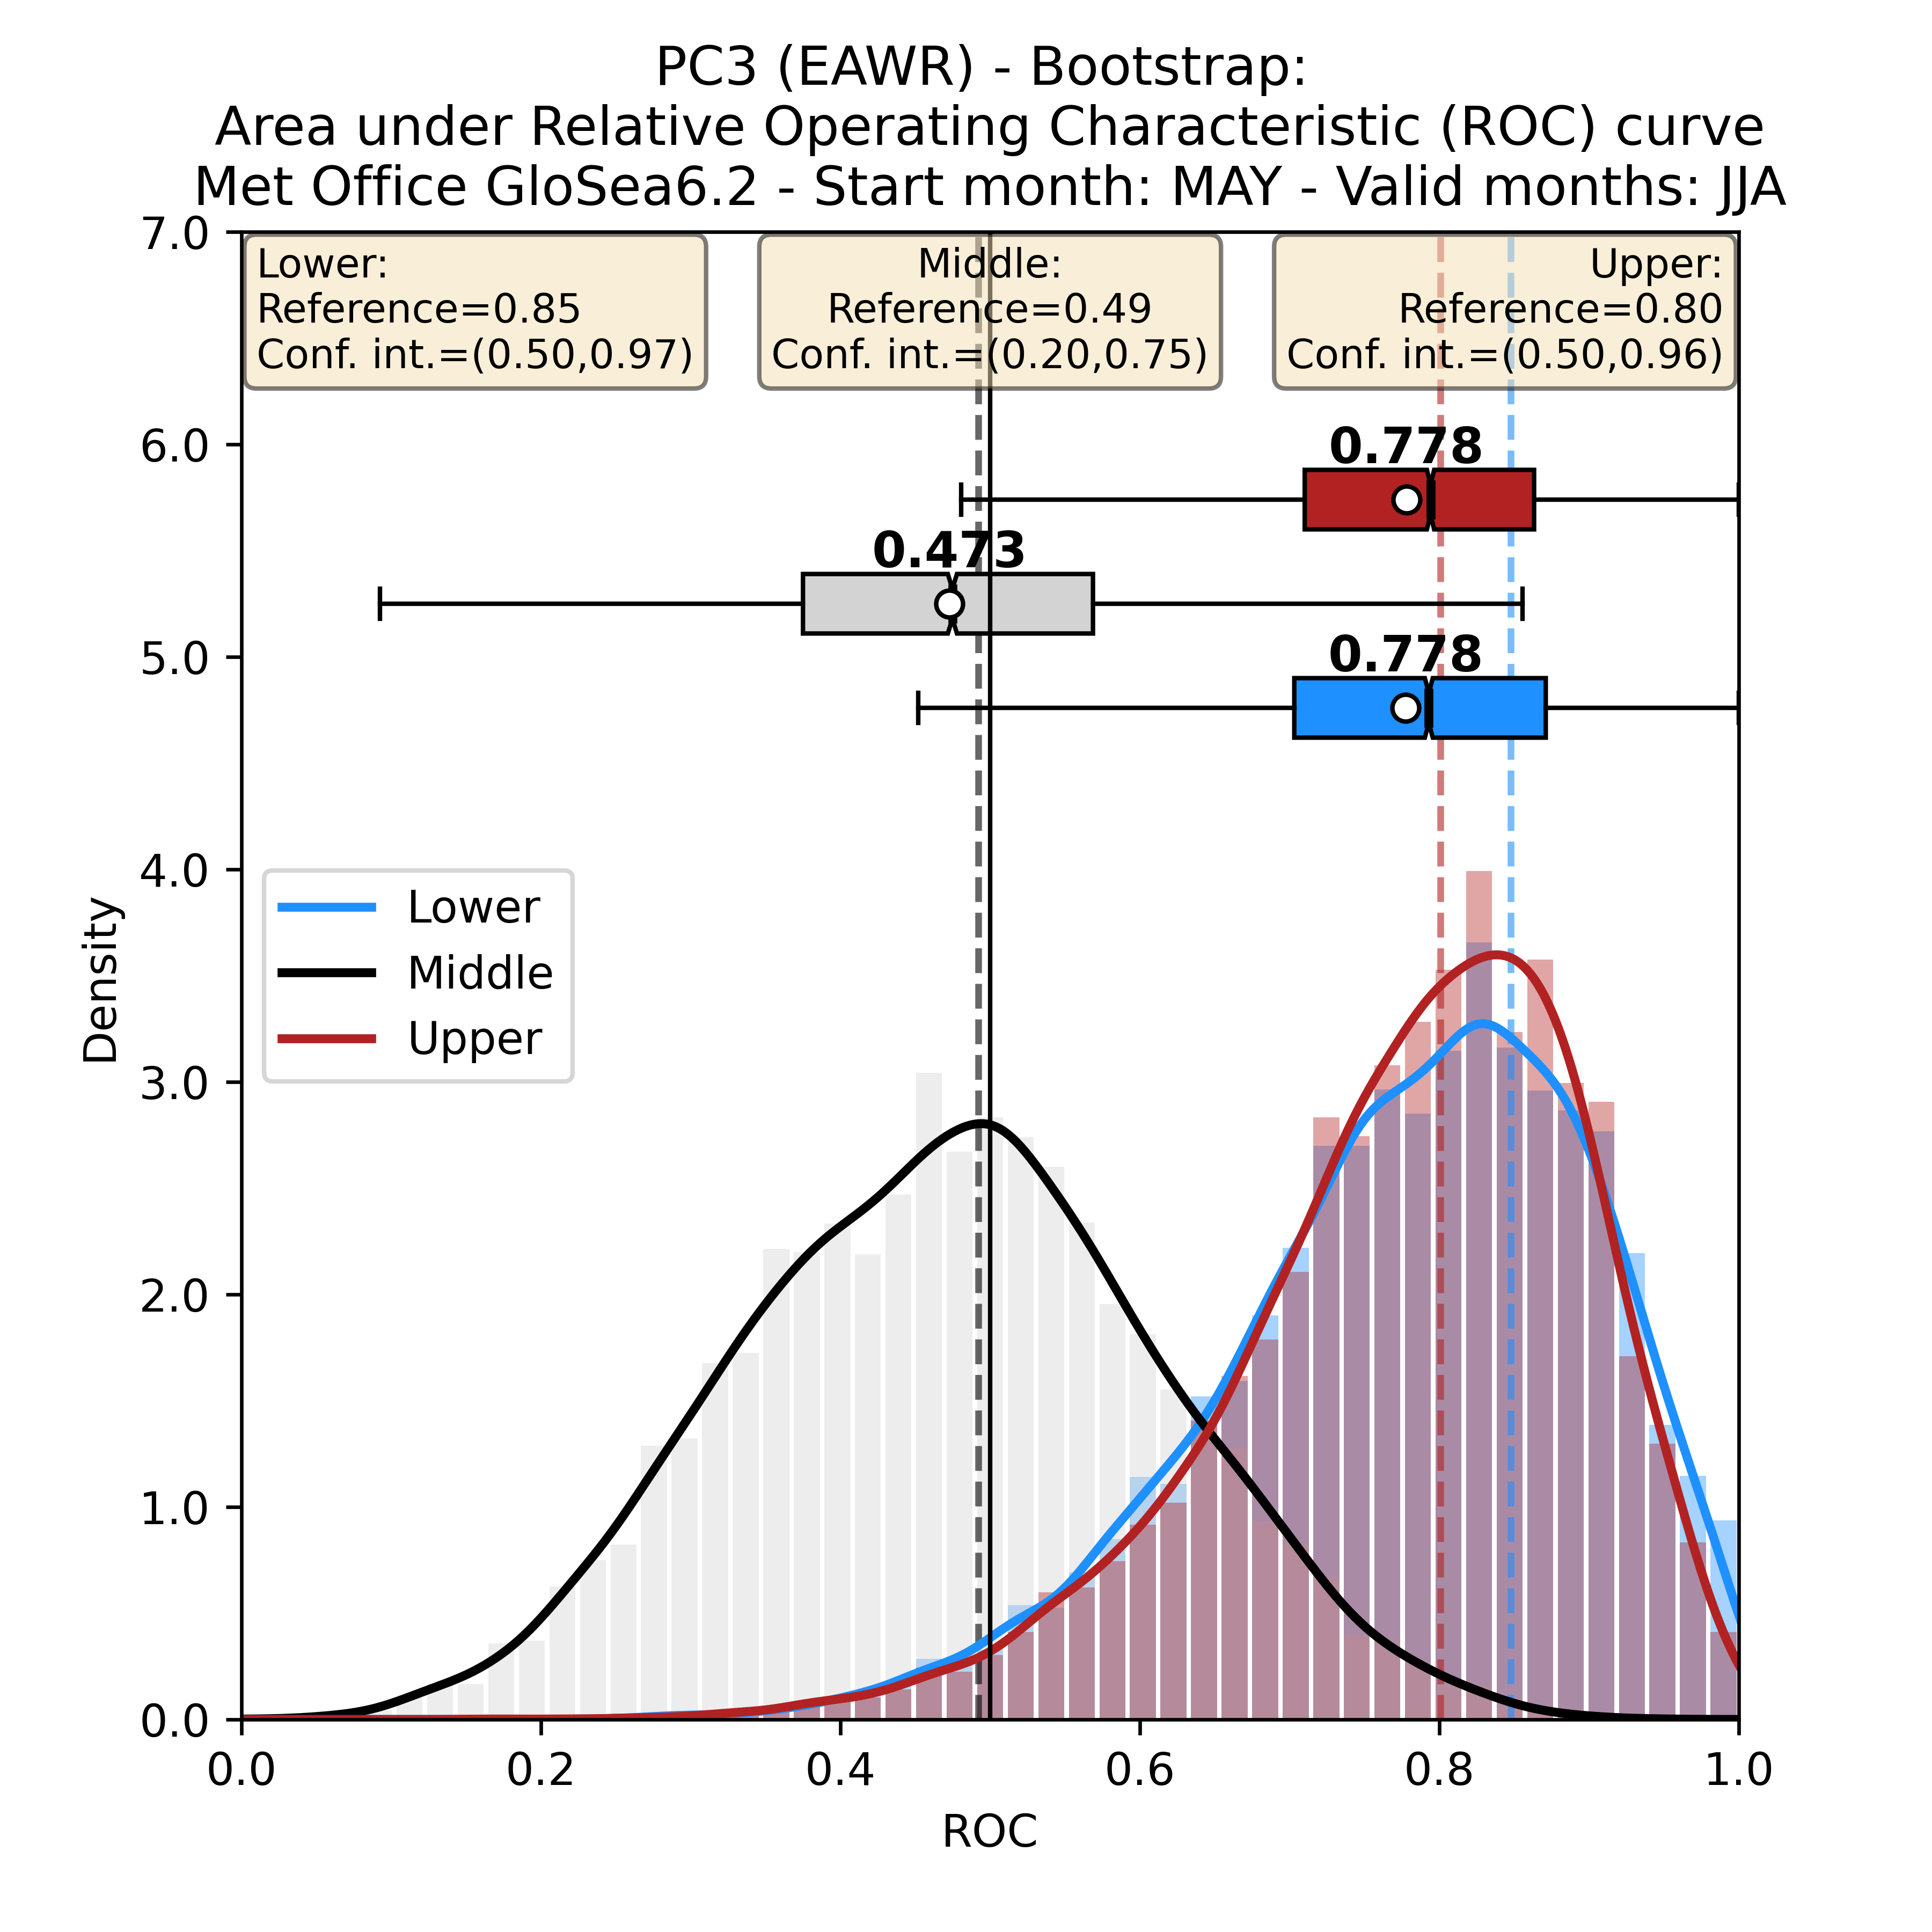 PC3 (EAWR) - Bootstrap:
Area under Relative Operating Characteristic (ROC) curve
Met Office GloSea6.2 - Start month: MAY - Valid months: JJA
Lower:
Reference=0.85
Conf. int.=(0.50,0.97)
Middle:
Reference=0.49
Conf. int.=(0.20,0.75)
Upper:
Reference=0.80
Conf. int.=(0.50,0.96)
0.778
0.473
0.778
Lower
Middle
Upper
Density
7.0
6.0
5.0
4.0
3.0
2.0
1.0
0.0
0.0 0.2 0.4 0.6 0.8 1.0
ROC